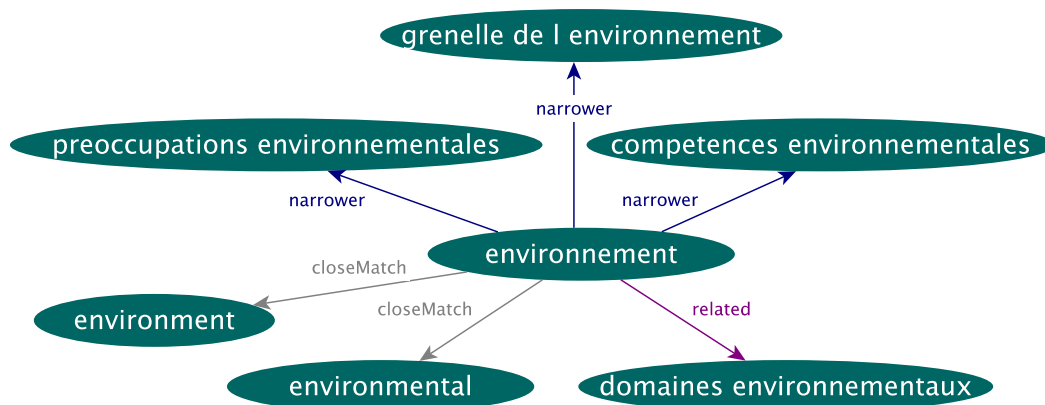 grenelle de l environnement
narrower
preoccupations environnementales
competences environnementales
narrower
narrower
environnement
closeMatch
closeMatch
related
environment
environmental
domaines environnementaux